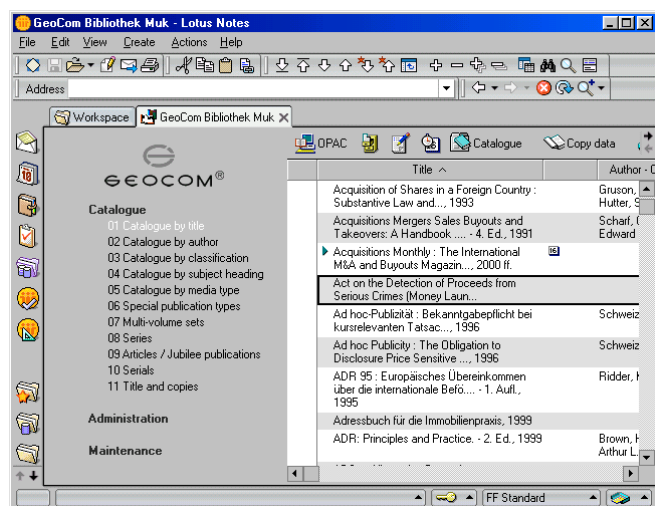 GeoCom Bibliothek Muk - Lotus Notes
File Edit View Create Actions Help
Address
Workspace GeoCom Bibliothek Muk
OPAC Catalogue Copy data
GEOCOM®
Title Author - C
Catalogue
01 Catalogue by title
02 Catalogue by author
03 Catalogue by classification
04 Catalogue by subject heading
05 Catalogue by media type
06 Special publication types
07 Multi-volume sets
08 Series
09 Articles / Jubilee publications
10 Serials
11 Title and copies
Administration
Maintenance
Acquisition of Shares in a Foreign Country : Gruson,
Substantive Law and..., 1993 Hutter, S
Acquisitions Mergers Sales Buyouts and Scharf, 
Takeovers: A Handbook .... - 4. Ed., 1991 Edward
Acquisitions Monthly : The International
M&A and Buyouts Magazin..., 2000 ff.
Act on the Detection of Proceeds from
Serious Crimes (Money Laun...
Ad hoc-Publizität : Bekanntgabepflicht bei Schweiz
kursrelevanten Tatsac..., 1996
Ad hoc Publicity : The Obligation to Schweiz
Disclosure Price Sensitive ..., 1996
ADR 95 : Europäisches Übereinkommen Ridder,
über die internationale Befö.... - 1. Aufl.,
1995
Adressbuch für die Immobilienpraxis, 1999
ADR: Principles and Practice. - 2. Ed., 1999 Brown,
Arthur L.
FF Standard